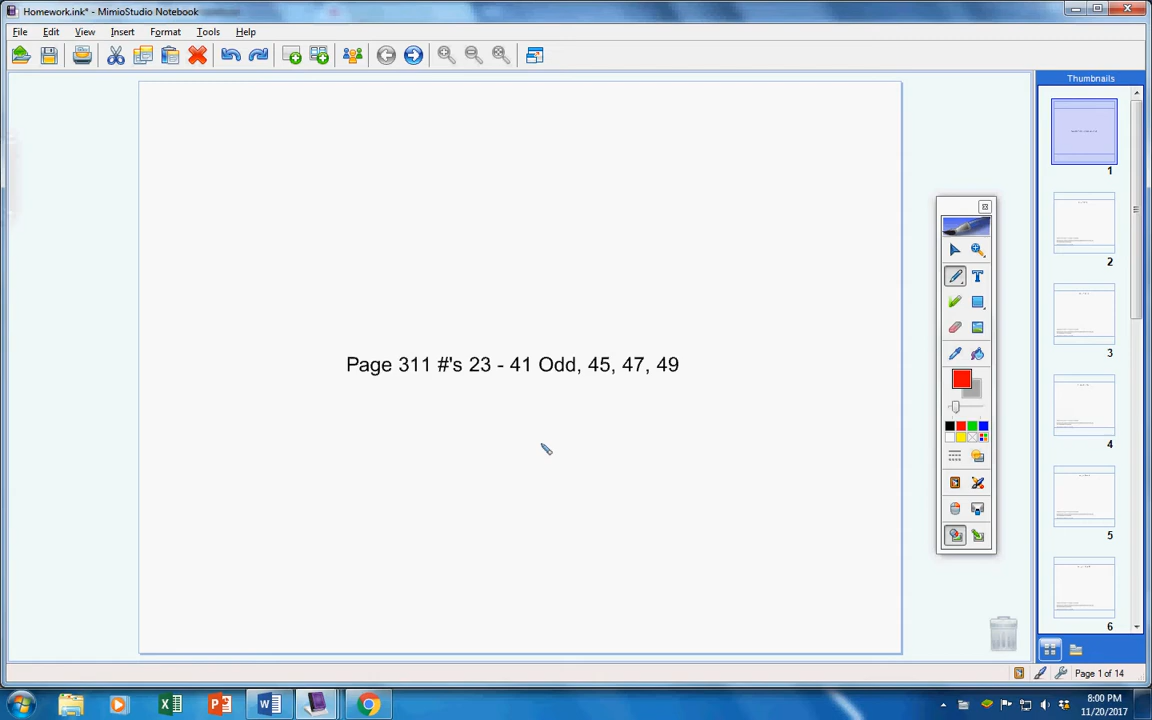 Homework.ink* - MimioStudio Notebook
File Edit View Insert Format Tools Help
Thumbnails
Page 311 #'s 23 - 41 Odd, 45, 47, 49
1
2
3
4
5
6
Page 1 of 14
8:00 PM
11/20/2017